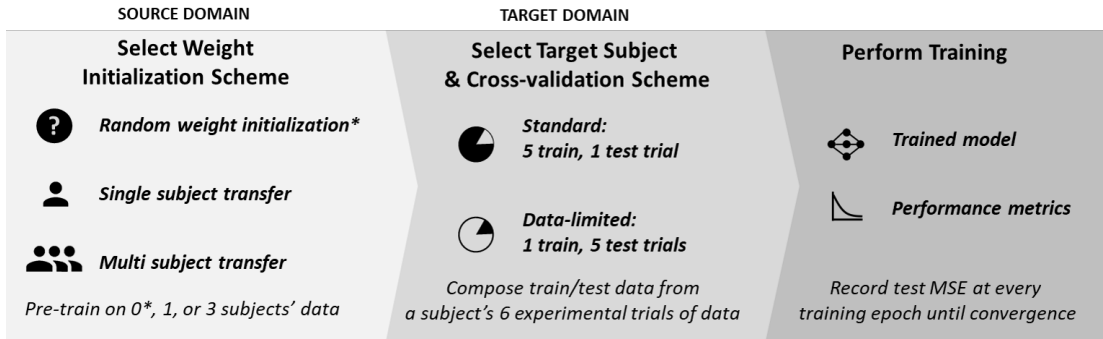 SOURCE DOMAIN
TARGET DOMAIN
Select Weight
Initialization Scheme
?
Random weight initialization*
Single subject transfer
Multi subject transfer
Pre-train on 0*, 1, or 3 subjects' data
Select Target Subject
& Cross-validation Scheme
Standard:
5 train, 1 test trial
Data-limited:
1 train, 5 test trials
Compose train/test data from
a subject's 6 experimental trials of data
Perform Training
Trained model
Performance metrics
Record test MSE at every
training epoch until convergence